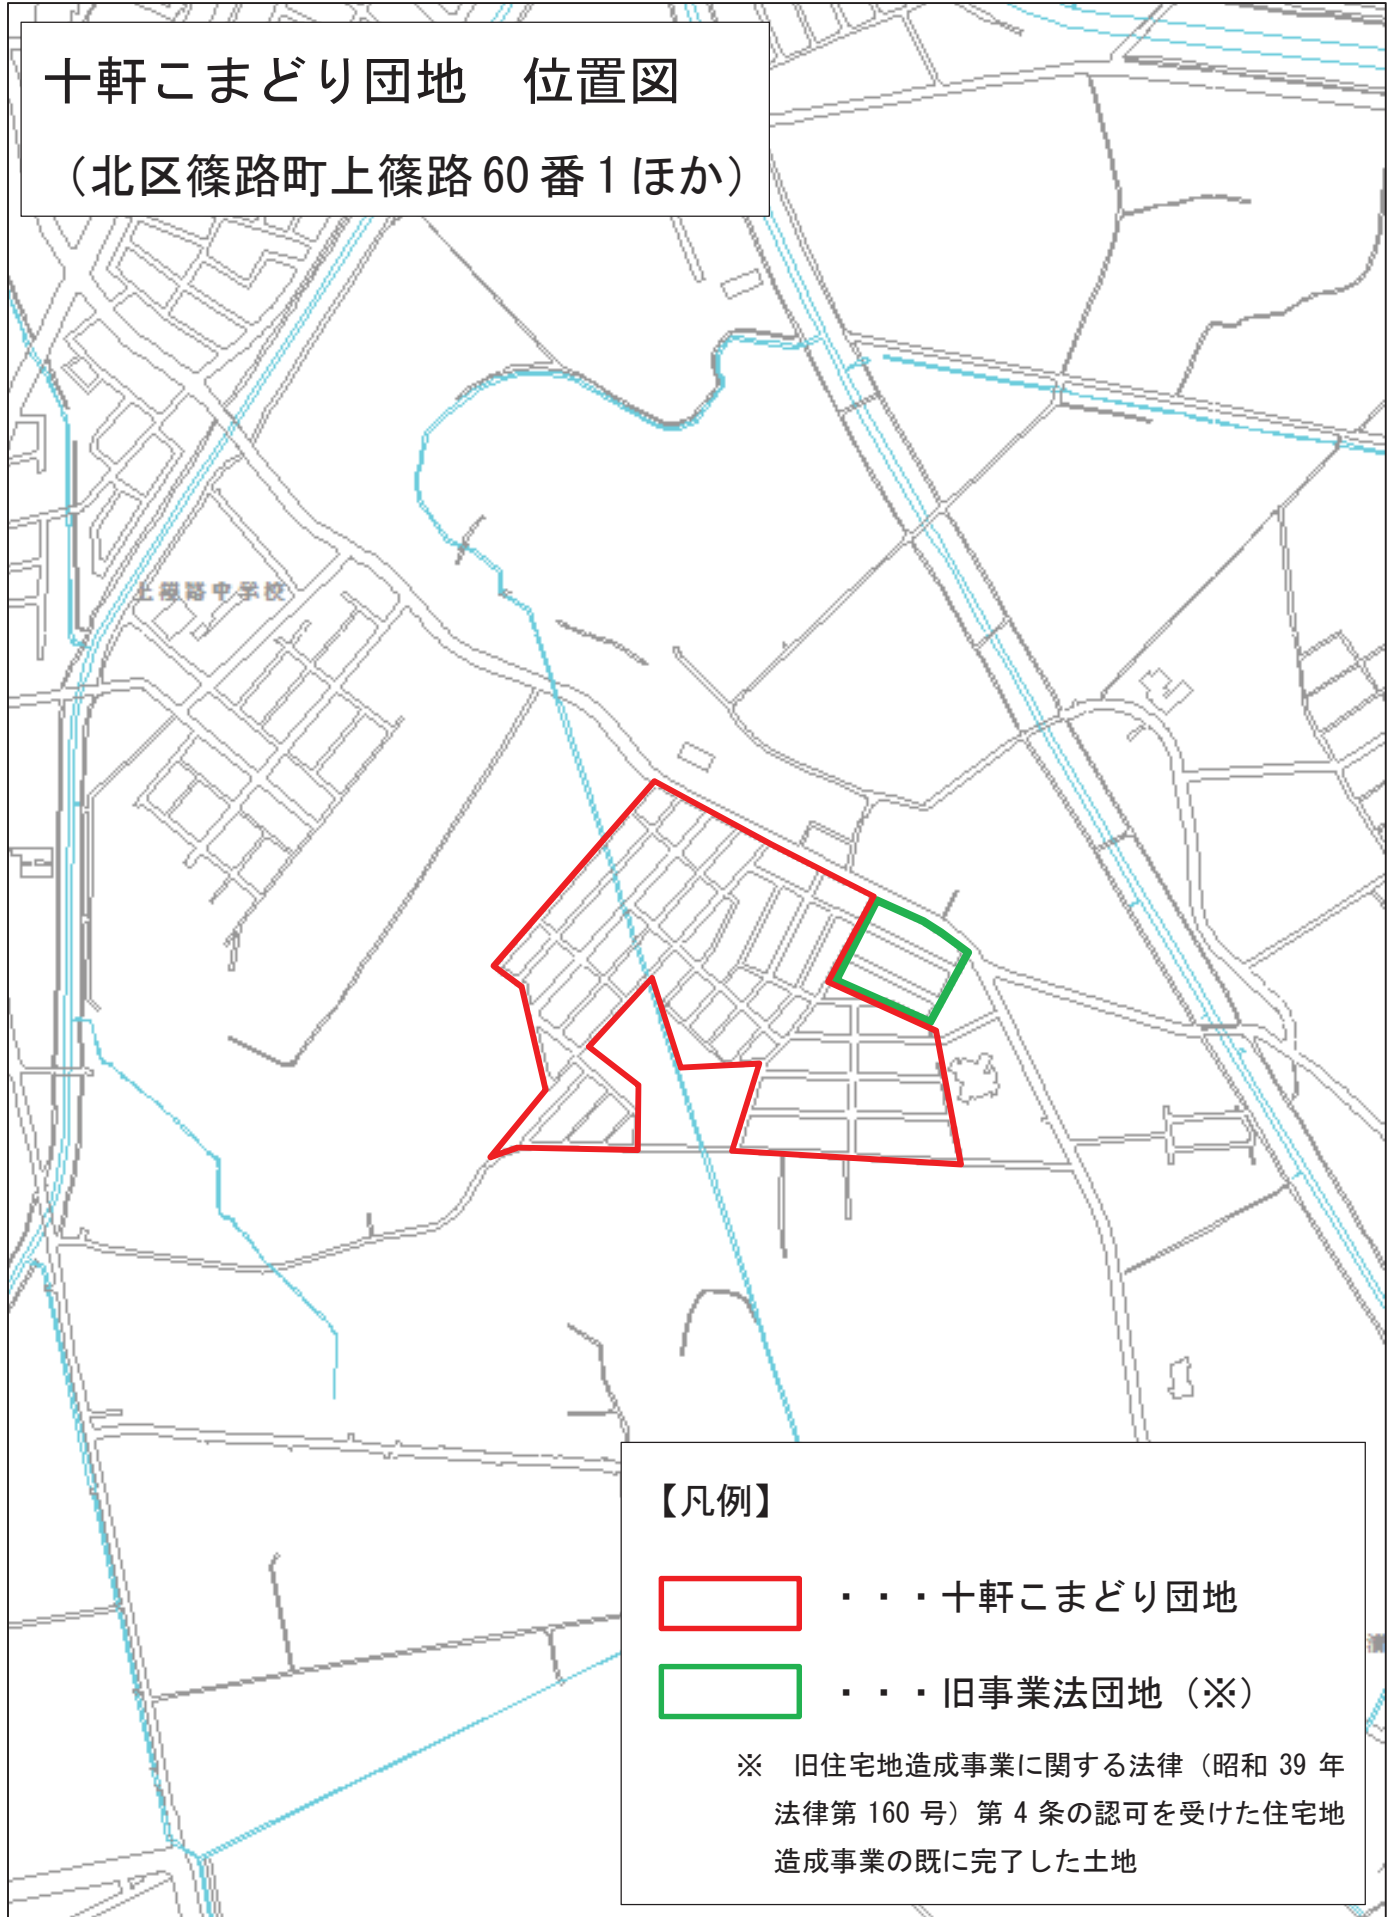 十軒こまどり団地　位置図
（北区篠路町上篠路60番1ほか）
上篠路中学校
【凡例】
・・・十軒こまどり団地
・・・旧事業法団地（※）
※　旧住宅地造成事業に関する法律（昭和 39 年
法律第 160 号）第 4 条の認可を受けた住宅地
造成事業の既に完了した土地